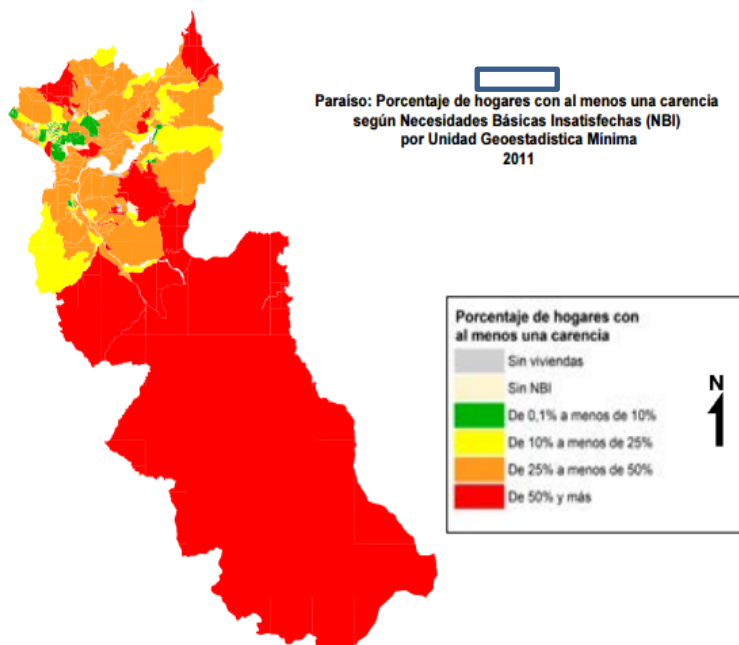 Paraíso: Porcentaje de hogares con al menos una carencia
según Necesidades Básicas Insatisfechas (NBI)
por Unidad Geoestadística Mínima
2011
Porcentaje de hogares con
al menos una carencia
Sin viviendas
Sin NBI
De 0,1% a menos de 10%
De 10% a menos de 25%
De 25% a menos de 50%
De 50% y más
N